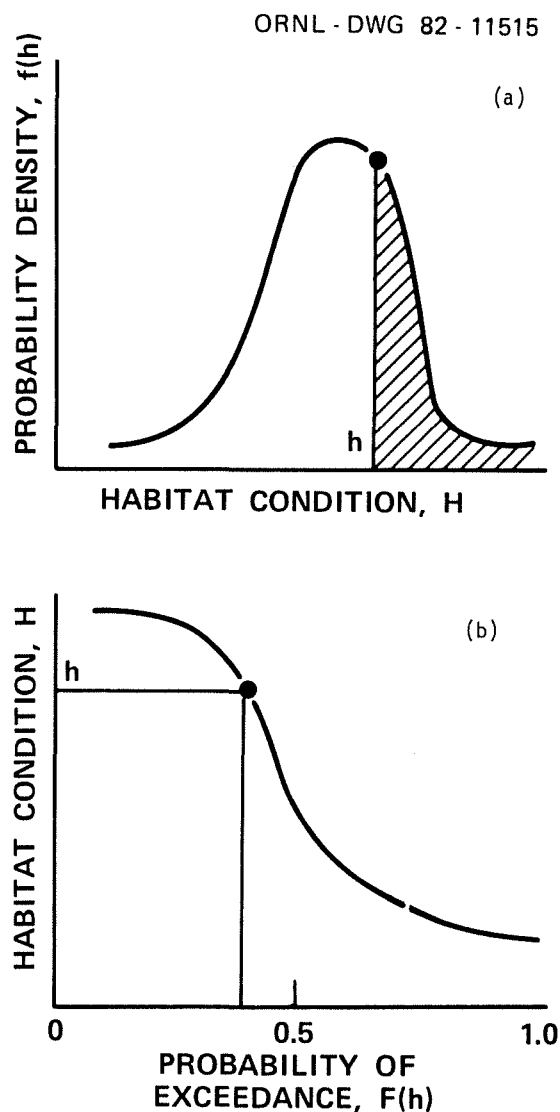 ORNL - DWG 82 - 11515
(a)
PROBABILITY DENSITY, f(h)
h
HABITAT CONDITION, H
(b)
HABITAT CONDITION, H
h
0 0.5 1.0
PROBABILITY OF
EXCEEDANCE, F(h)